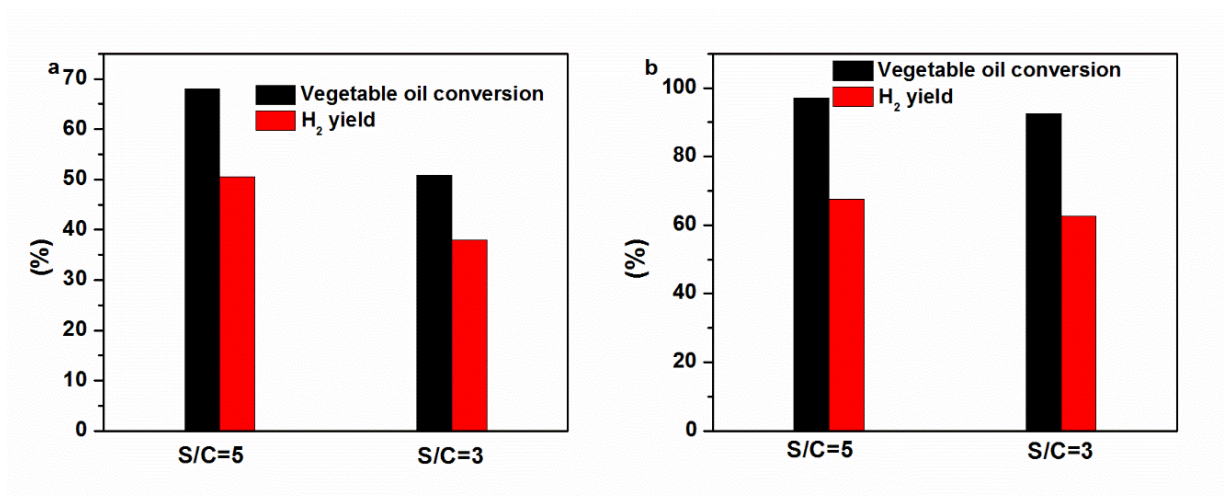 a
Vegetable oil conversion
H₂ yield
(%)
70
60
50
40
30
20
10
0
S/C=5
S/C=3
b
Vegetable oil conversion
H₂ yield
(%)
100
80
60
40
20
0
S/C=5
S/C=3